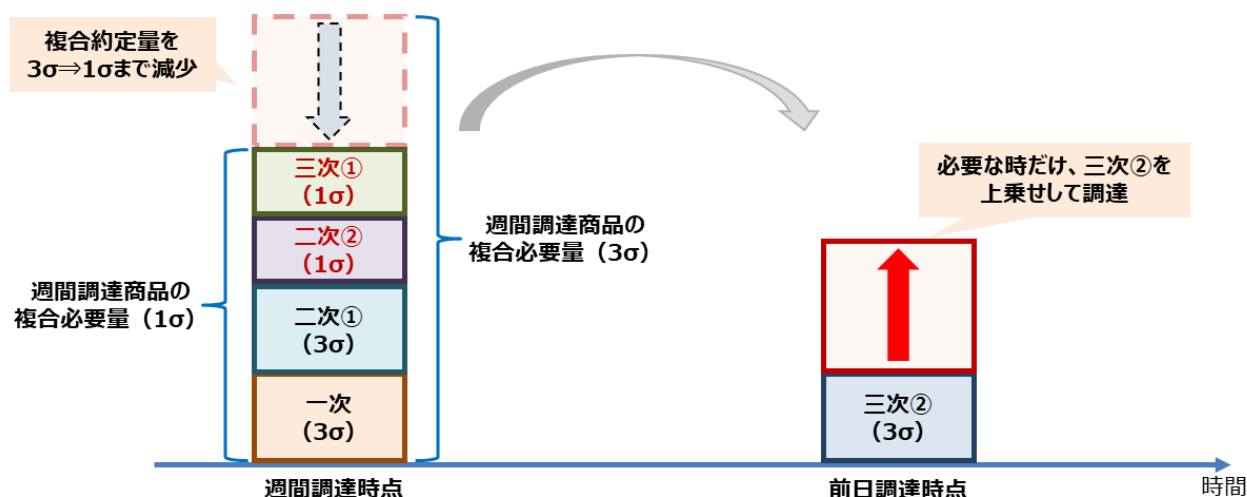 複合約定量を
3σ⇒1σまで減少
三次①
（1σ）
二次②
（1σ）
二次①
（3σ）
一次
（3σ）
週間調達商品の
複合必要量（1σ）
週間調達商品の
複合必要量（3σ）
必要な時だけ、三次②を
上乗せして調達
三次②
（3σ）
週間調達時点
前日調達時点
時間